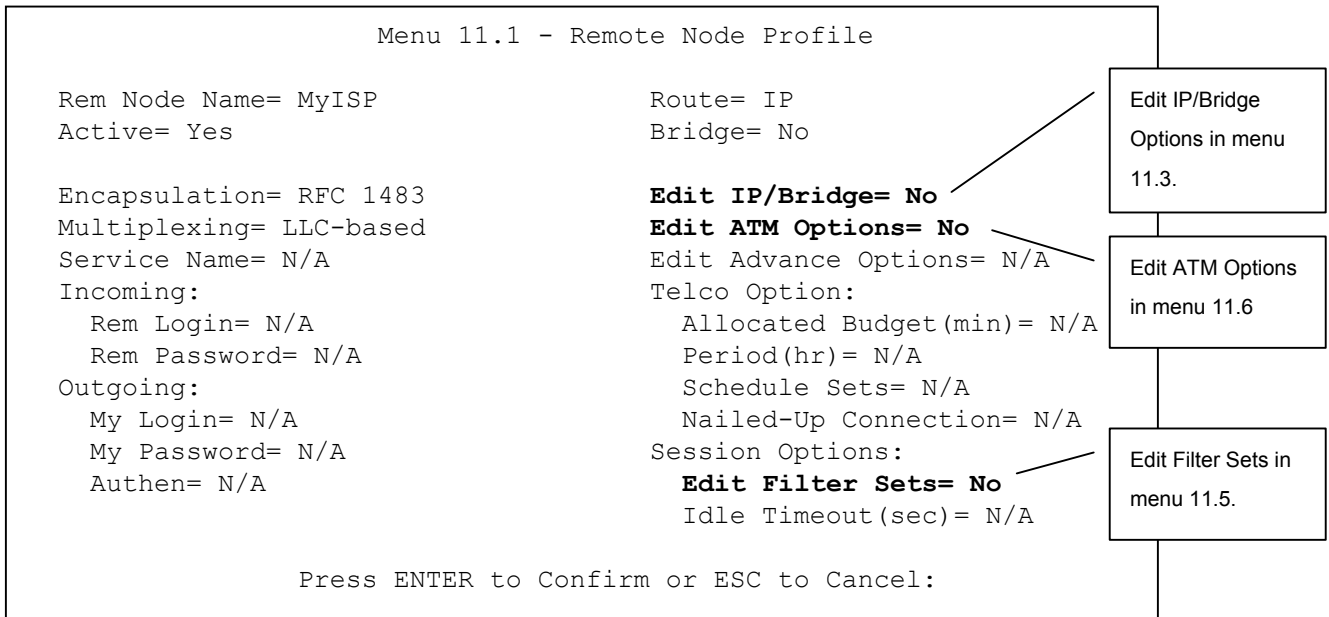 Menu 11.1 - Remote Node Profile
Rem Node Name= MyISP Route= IP
Active= Yes Bridge= No
Encapsulation= RFC 1483 Edit IP/Bridge= No
Multiplexing= LLC-based Edit ATM Options= No
Service Name= N/A Edit Advance Options= N/A
Incoming: Telco Option:
Rem Login= N/A Allocated Budget(min)= N/A
Rem Password= N/A Period(hr)= N/A
Outgoing: Schedule Sets= N/A
My Login= N/A Nailed-Up Connection= N/A
My Password= N/A Session Options:
Authen= N/A Edit Filter Sets= No
Idle Timeout(sec)= N/A
Press ENTER to Confirm or ESC to Cancel:
Edit IP/Bridge
Options in menu
11.3.
Edit ATM Options
in menu 11.6
Edit Filter Sets in
menu 11.5.